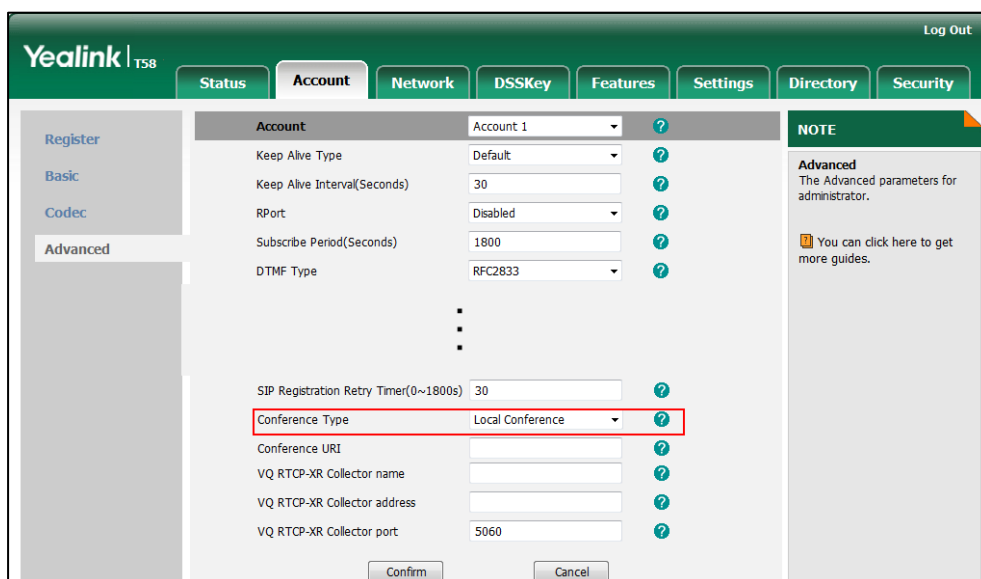 Log Out
Yealink T58
Status Account Network DSSKey Features Settings Directory Security
Register
Basic
Codec
Advanced
Account Account 1 ?
Keep Alive Type Default ?
Keep Alive Interval(Seconds) 30 ?
RPort Disabled ?
Subscribe Period(Seconds) 1800 ?
DTMF Type RFC2833 ?
SIP Registration Retry Timer(0~1800s) 30 ?
Conference Type Local Conference ?
Conference URI ?
VQ RTCP-XR Collector name ?
VQ RTCP-XR Collector address ?
VQ RTCP-XR Collector port 5060 ?
Confirm Cancel
NOTE
Advanced
The Advanced parameters for
administrator.
? You can click here to get
more guides.